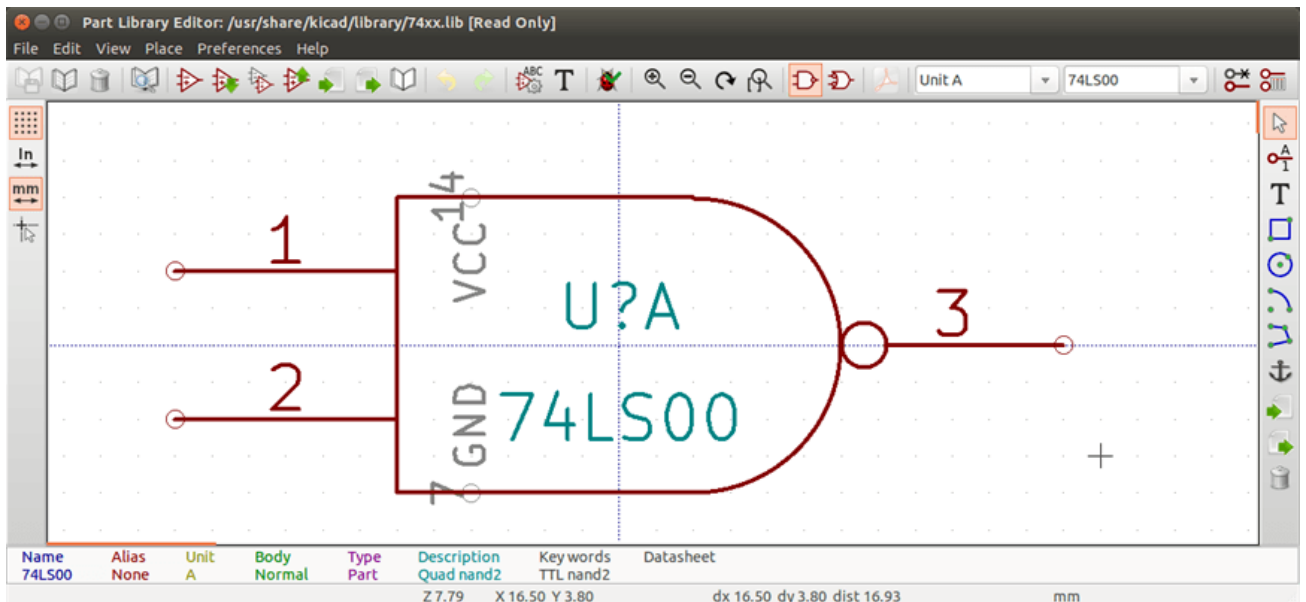 Part Library Editor: /usr/share/kicad/library/74xx.lib [Read Only]
File Edit View Place Preferences Help
ABC
T
Unit A
74LS00
In
mm
A
1
T
14
VCC
1
U?A
3
2
GND
74LS00
7
Name Alias Unit Body Type Description Key words Datasheet
74LS00 None A Normal Part Quad nand2 TTL nand2
Z 7.79 X 16.50 Y 3.80 dx 16.50 dy 3.80 dist 16.93 mm